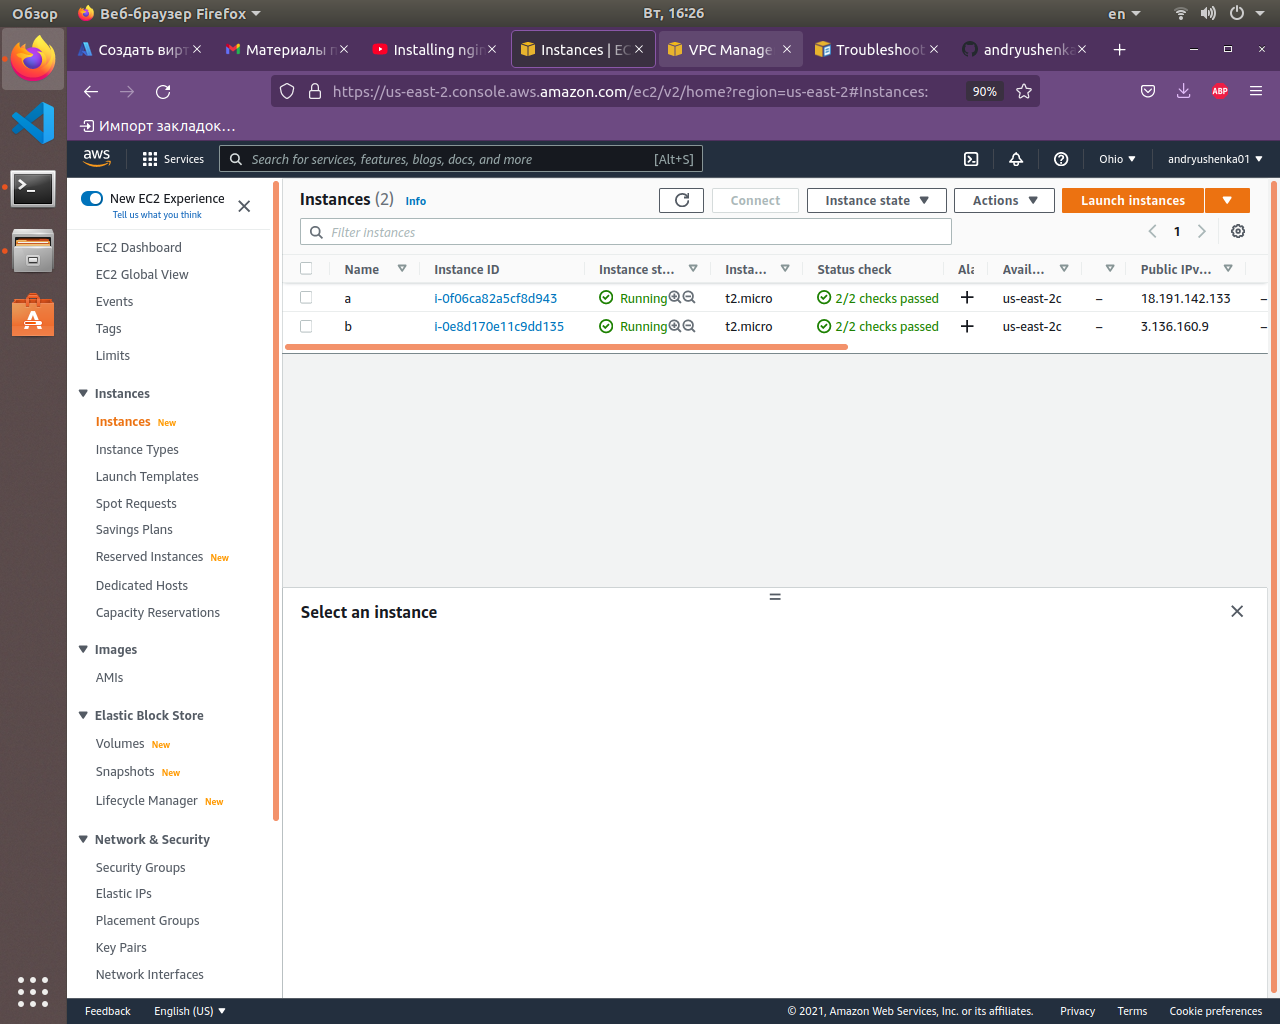 Обзор Веб-браузер Firefox Вт, 16:26 en
Создать вирт Материалы п Installing ngin Instances | EC VPC Manage Troubleshoot andryushenka
https://us-east-2.console.aws.amazon.com/ec2/v2/home?region=us-east-2#Instances: 90% ABP
Импорт закладок…
aws Services Search for services, features, blogs, docs, and more [Alt+S] Ohio andryushenka01
New EC2 Experience
Tell us what you think
EC2 Dashboard
EC2 Global View
Events
Tags
Limits
Instances
Instances New
Instance Types
Launch Templates
Spot Requests
Savings Plans
Reserved Instances New
Dedicated Hosts
Capacity Reservations
Images
AMIs
Elastic Block Store
Volumes New
Snapshots New
Lifecycle Manager New
Network & Security
Security Groups
Elastic IPs
Placement Groups
Key Pairs
Network Interfaces
Instances (2) Info Connect Instance state Actions Launch instances
Filter instances 1
Name Instance ID Instance st… Insta… Status check Ala Avail… Public IPv…
a i-0f06ca82a5cf8d943 Running t2.micro 2/2 checks passed us-east-2c – 18.191.142.133 –
b i-0e8d170e11c9dd135 Running t2.micro 2/2 checks passed us-east-2c – 3.136.160.9 –
Select an instance
Feedback English (US) © 2021, Amazon Web Services, Inc. or its affiliates. Privacy Terms Cookie preferences